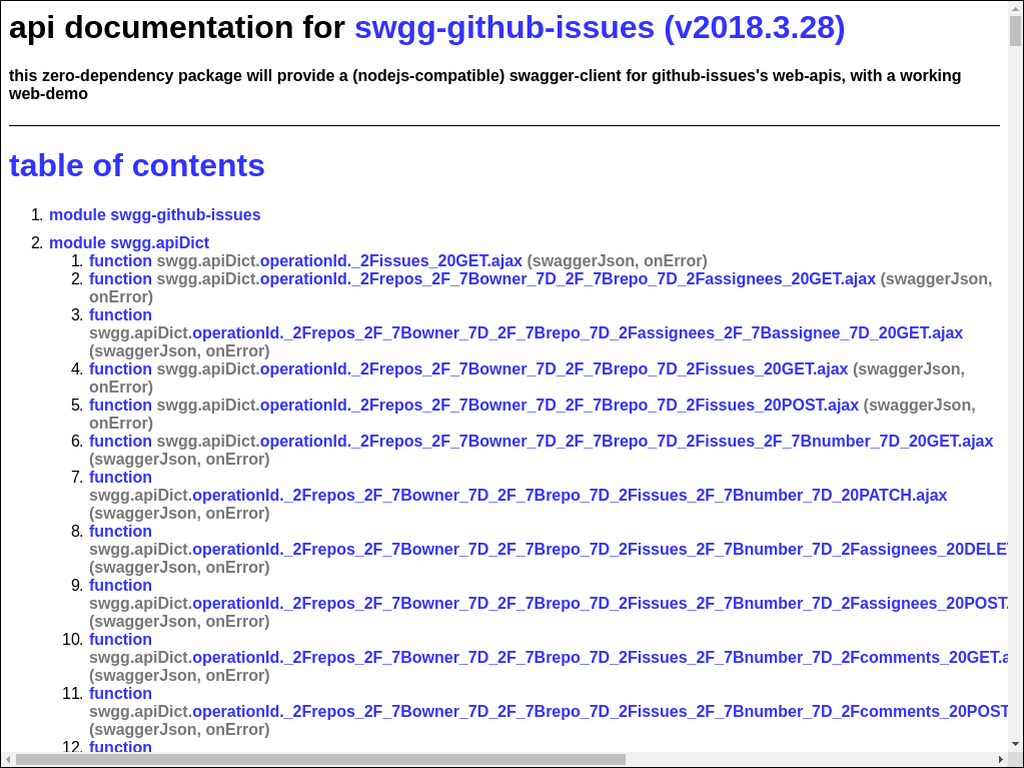 api documentation for swgg-github-issues (v2018.3.28)
this zero-dependency package will provide a (nodejs-compatible) swagger-client for github-issues's web-apis, with a working
web-demo
table of contents
1. module swgg-github-issues
2. module swgg.apiDict
1. function swgg.apiDict.operationId._2Fissues_20GET.ajax (swaggerJson, onError)
2. function swgg.apiDict.operationId._2Frepos_2F_7Bowner_7D_2F_7Brepo_7D_2Fassignees_20GET.ajax (swaggerJson,
onError)
3. function
swgg.apiDict.operationId._2Frepos_2F_7Bowner_7D_2F_7Brepo_7D_2Fassignees_2F_7Bassignee_7D_20GET.ajax
(swaggerJson, onError)
4. function swgg.apiDict.operationId._2Frepos_2F_7Bowner_7D_2F_7Brepo_7D_2Fissues_20GET.ajax (swaggerJson,
onError)
5. function swgg.apiDict.operationId._2Frepos_2F_7Bowner_7D_2F_7Brepo_7D_2Fissues_20POST.ajax (swaggerJson,
onError)
6. function swgg.apiDict.operationId._2Frepos_2F_7Bowner_7D_2F_7Brepo_7D_2Fissues_2F_7Bnumber_7D_20GET.ajax
(swaggerJson, onError)
7. function
swgg.apiDict.operationId._2Frepos_2F_7Bowner_7D_2F_7Brepo_7D_2Fissues_2F_7Bnumber_7D_20PATCH.ajax
(swaggerJson, onError)
8. function
swgg.apiDict.operationId._2Frepos_2F_7Bowner_7D_2F_7Brepo_7D_2Fissues_2F_7Bnumber_7D_2Fassignees_20DELE
(swaggerJson, onError)
9. function
swgg.apiDict.operationId._2Frepos_2F_7Bowner_7D_2F_7Brepo_7D_2Fissues_2F_7Bnumber_7D_2Fassignees_20POST.
(swaggerJson, onError)
10. function
swgg.apiDict.operationId._2Frepos_2F_7Bowner_7D_2F_7Brepo_7D_2Fissues_2F_7Bnumber_7D_2Fcomments_20GET.a
(swaggerJson, onError)
11. function
swgg.apiDict.operationId._2Frepos_2F_7Bowner_7D_2F_7Brepo_7D_2Fissues_2F_7Bnumber_7D_2Fcomments_20POST
(swaggerJson, onError)
12. function